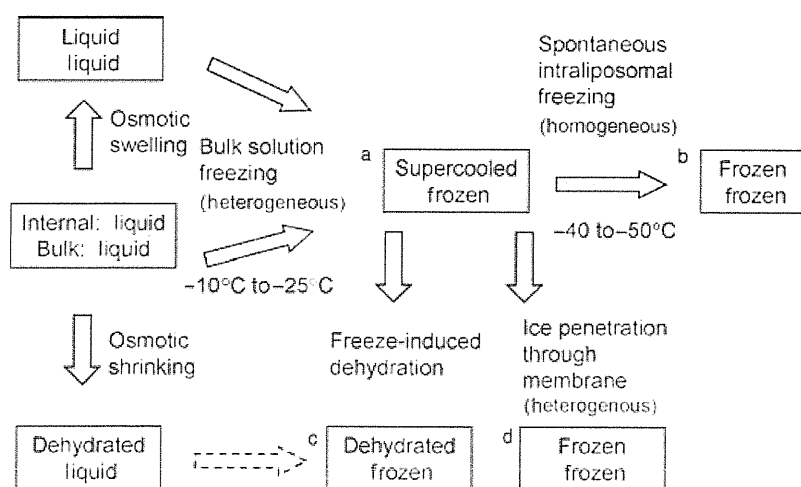 Liquid
liquid
Osmotic
swelling
Bulk solution
freezing
(heterogeneous)
Internal: liquid
Bulk: liquid
–10°C to–25°C
Osmotic
shrinking
Dehydrated
liquid
a
Supercooled
frozen
Spontaneous
intraliposomal
freezing
(homogeneous)
b
Frozen
frozen
–40 to–50°C
Freeze-induced
dehydration
Ice penetration
through
membrane
(heterogenous)
c
Dehydrated
frozen
d
Frozen
frozen